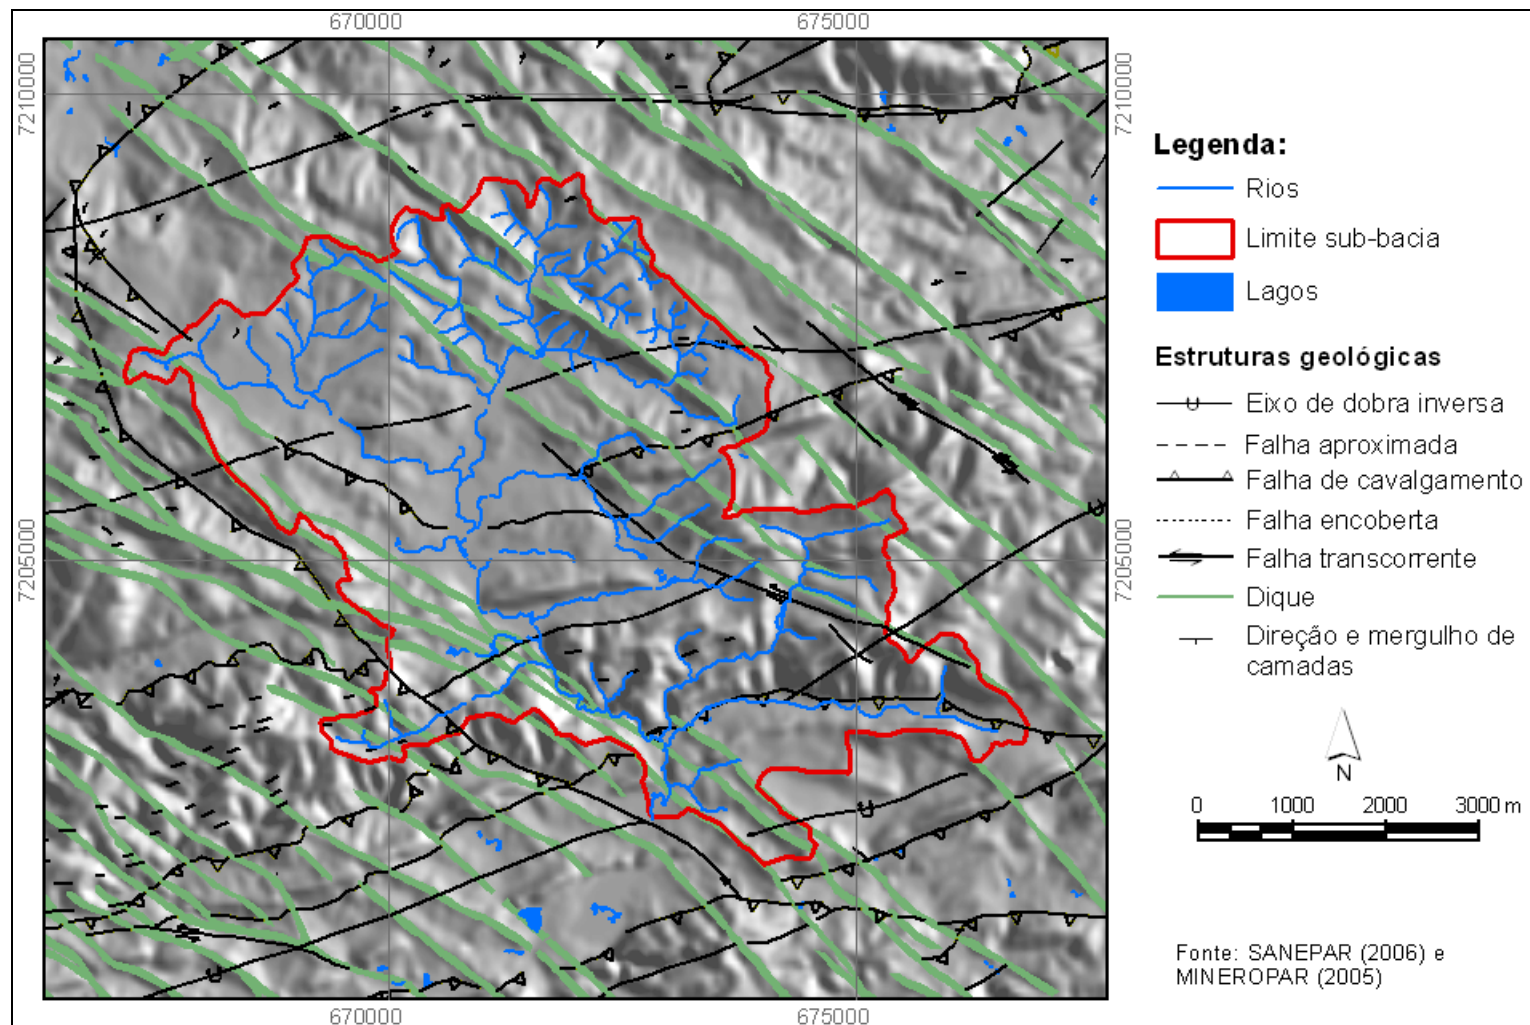 670000
675000
7210000
7210000
Legenda:
Rios
Limite sub-bacia
Lagos
Estruturas geológicas
Eixo de dobra inversa
Falha aproximada
Falha de cavalgamento
Falha encoberta
Falha transcorrente
Dique
Direção e mergulho de
camadas
7205000
7205000
N
0 1000 2000 3000 m
Fonte: SANEPAR (2006) e
MINEROPAR (2005)
670000
675000